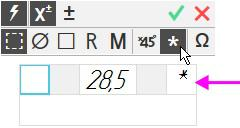 X± ±
Ø R M ×45° * Ω
28,5 *